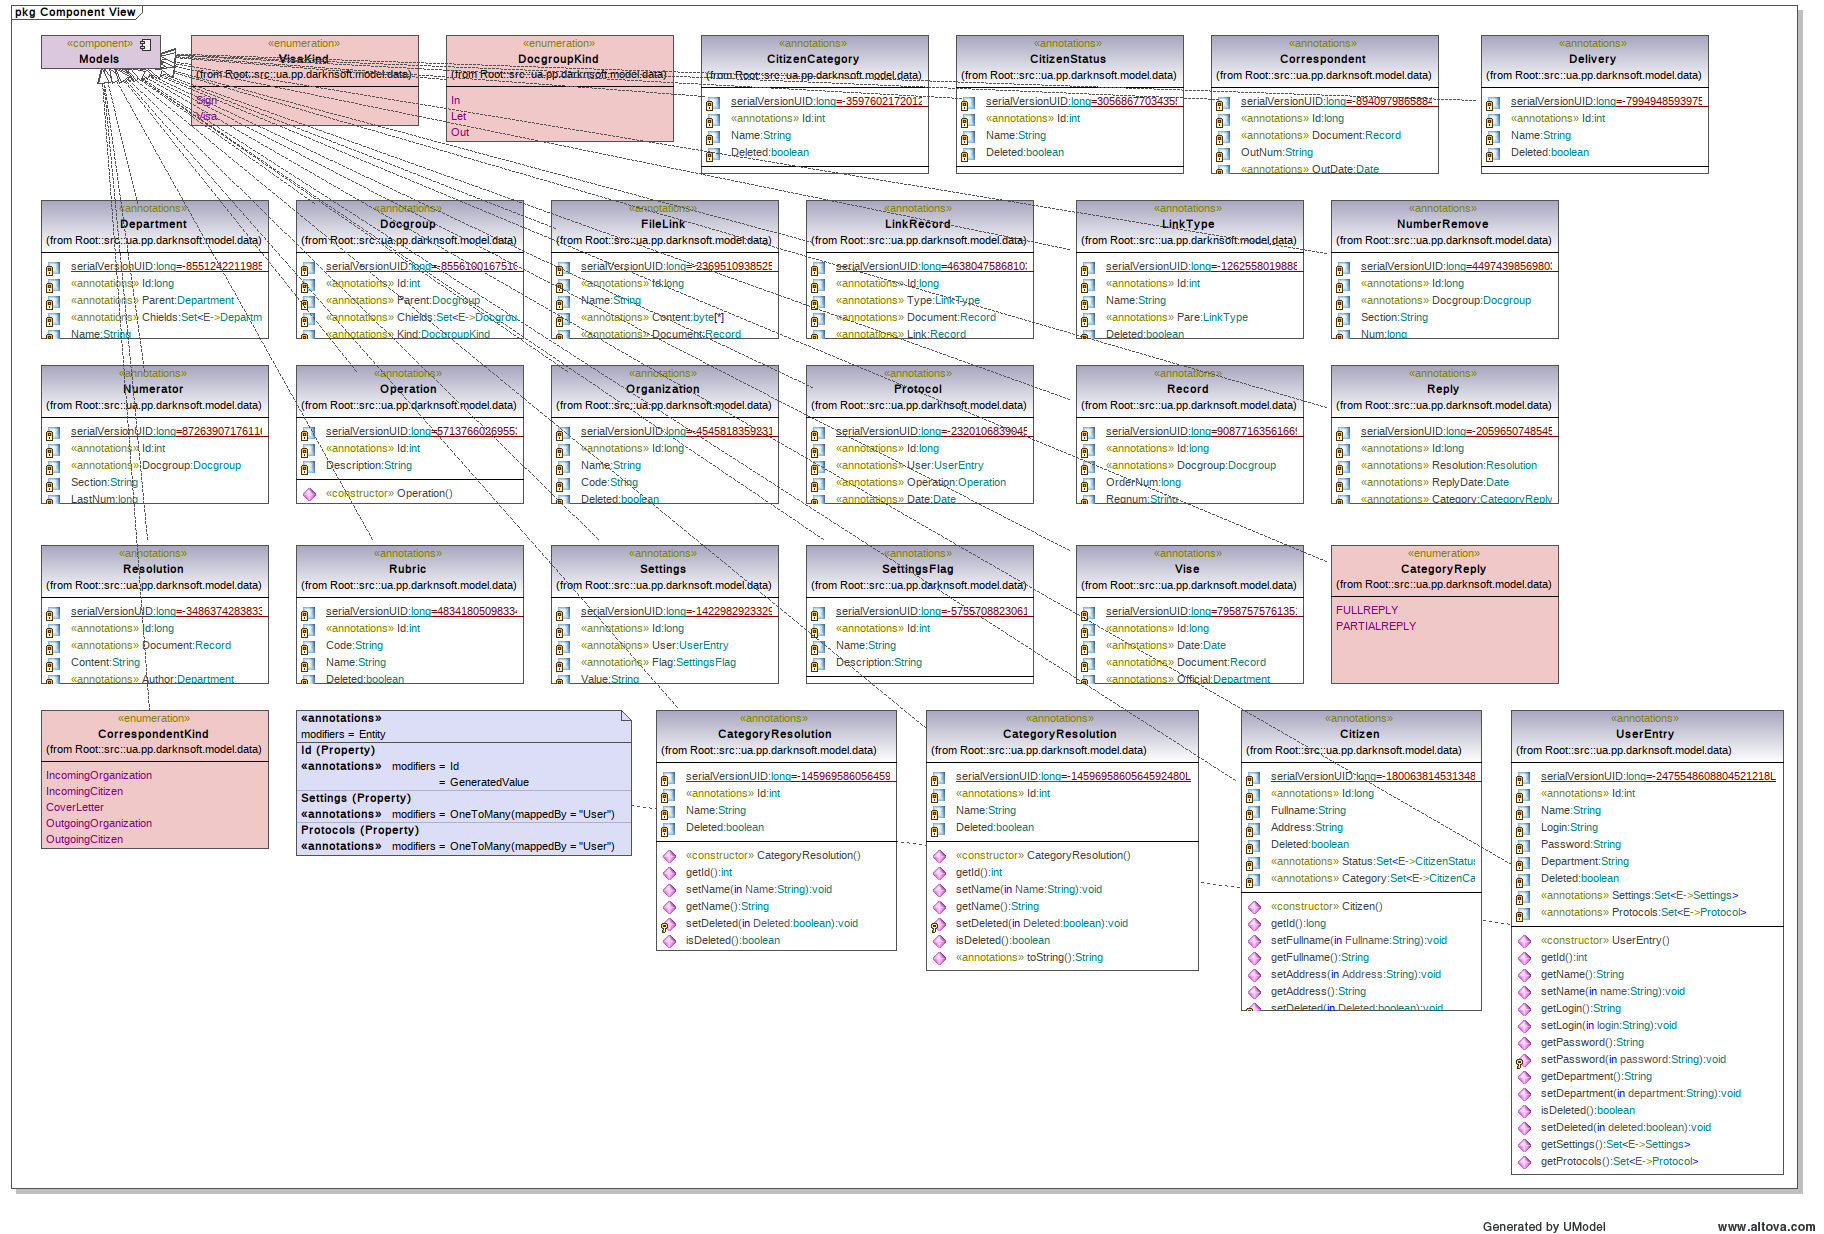 pkg Component View
«component»
Models
«enumeration»
VisaKind
(from Root::src::ua.pp.darknsoft.model.data)
Sign
Visa
«enumeration»
DocgroupKind
(from Root::src::ua.pp.darknsoft.model.data)
In
Let
Out
«annotations»
CitizenCategory
(from Root::src::ua.pp.darknsoft.model.data)
serialVersionUID:long=-3597602172012
«annotations» Id:int
Name:String
Deleted:boolean
«annotations»
CitizenStatus
(from Root::src::ua.pp.darknsoft.model.data)
serialVersionUID:long=305686770343559
«annotations» Id:int
Name:String
Deleted:boolean
«annotations»
Correspondent
(from Root::src::ua.pp.darknsoft.model.data)
serialVersionUID:long=-8940979865884
«annotations» Id:long
«annotations» Document:Record
OutNum:String
«annotations» OutDate:Date
«annotations»
Delivery
(from Root::src::ua.pp.darknsoft.model.data)
serialVersionUID:long=-7994948593975
«annotations» Id:int
Name:String
Deleted:boolean
«annotations»
Department
(from Root::src::ua.pp.darknsoft.model.data)
serialVersionUID:long=-8551242211985
«annotations» Id:long
«annotations» Parent:Department
«annotations» Chields:Set<E->Departm
Name:String
«annotations»
Docgroup
(from Root::src::ua.pp.darknsoft.model.data)
serialVersionUID:long=-8556100167510
«annotations» Id:int
«annotations» Parent:Docgroup
«annotations» Chields:Set<E->Docgrou
«annotations» Kind:DocgroupKind
«annotations»
FileLink
(from Root::src::ua.pp.darknsoft.model.data)
serialVersionUID:long=-2369510938525
«annotations» Id:long
Name:String
«annotations» Content:byte[*]
«annotations» Document:Record
«annotations»
LinkRecord
(from Root::src::ua.pp.darknsoft.model.data)
serialVersionUID:long=46380475868103
«annotations» Id:long
«annotations» Type:LinkType
«annotations» Document:Record
«annotations» Link:Record
«annotations»
LinkType
(from Root::src::ua.pp.darknsoft.model.data)
serialVersionUID:long=-1262558019888
«annotations» Id:int
Name:String
«annotations» Pare:LinkType
Deleted:boolean
«annotations»
NumberRemove
(from Root::src::ua.pp.darknsoft.model.data)
serialVersionUID:long=44974398569803
«annotations» Id:long
«annotations» Docgroup:Docgroup
Section:String
Num:long
«annotations»
Numerator
(from Root::src::ua.pp.darknsoft.model.data)
serialVersionUID:long=87263907176116
«annotations» Id:int
«annotations» Docgroup:Docgroup
Section:String
LastNum:long
«annotations»
Operation
(from Root::src::ua.pp.darknsoft.model.data)
serialVersionUID:long=57137660269553
«annotations» Id:int
Description:String
«constructor» Operation()
«annotations»
Organization
(from Root::src::ua.pp.darknsoft.model.data)
serialVersionUID:long=-4545818359231
«annotations» Id:long
Name:String
Code:String
Deleted:boolean
«annotations»
Protocol
(from Root::src::ua.pp.darknsoft.model.data)
serialVersionUID:long=-2320106839045
«annotations» Id:long
«annotations» User:UserEntry
«annotations» Operation:Operation
«annotations» Date:Date
«annotations»
Record
(from Root::src::ua.pp.darknsoft.model.data)
serialVersionUID:long=90877163561669
«annotations» Id:long
«annotations» Docgroup:Docgroup
OrderNum:long
Regnum:String
«annotations»
Reply
(from Root::src::ua.pp.darknsoft.model.data)
serialVersionUID:long=-2059650748545
«annotations» Id:long
«annotations» Resolution:Resolution
«annotations» ReplyDate:Date
«annotations» Category:CategoryReply
«annotations»
Resolution
(from Root::src::ua.pp.darknsoft.model.data)
serialVersionUID:long=-3486374283833
«annotations» Id:long
«annotations» Document:Record
Content:String
«annotations» Author:Department
«annotations»
Rubric
(from Root::src::ua.pp.darknsoft.model.data)
serialVersionUID:long=48341805098334
«annotations» Id:int
Code:String
Name:String
Deleted:boolean
«annotations»
Settings
(from Root::src::ua.pp.darknsoft.model.data)
serialVersionUID:long=-1422982923329
«annotations» Id:long
«annotations» User:UserEntry
«annotations» Flag:SettingsFlag
Value:String
«annotations»
SettingsFlag
(from Root::src::ua.pp.darknsoft.model.data)
serialVersionUID:long=-5755708823061
«annotations» Id:int
Name:String
Description:String
«annotations»
Vise
(from Root::src::ua.pp.darknsoft.model.data)
serialVersionUID:long=7958757576135
«annotations» Id:long
«annotations» Date:Date
«annotations» Document:Record
«annotations» Official:Department
«enumeration»
CategoryReply
(from Root::src::ua.pp.darknsoft.model.data)
FULLREPLY
PARTIALREPLY
«enumeration»
CorrespondentKind
(from Root::src::ua.pp.darknsoft.model.data)
IncomingOrganization
IncomingCitizen
CoverLetter
OutgoingOrganization
OutgoingCitizen
«annotations»
modifiers = Entity
Id (Property)
«annotations» modifiers = Id
= GeneratedValue
Settings (Property)
«annotations» modifiers = OneToMany(mappedBy = "User")
Protocols (Property)
«annotations» modifiers = OneToMany(mappedBy = "User")
«annotations»
CategoryResolution
(from Root::src::ua.pp.darknsoft.model.data)
serialVersionUID:long=-145969586056459
«annotations» Id:int
Name:String
Deleted:boolean
«constructor» CategoryResolution()
getId():int
setName(in Name:String):void
getName():String
setDeleted(in Deleted:boolean):void
isDeleted():boolean
«annotations»
CategoryResolution
(from Root::src::ua.pp.darknsoft.model.data)
serialVersionUID:long=-1459695860564592480L
«annotations» Id:int
Name:String
Deleted:boolean
«constructor» CategoryResolution()
getId():int
setName(in Name:String):void
getName():String
setDeleted(in Deleted:boolean):void
isDeleted():boolean
«annotations» toString():String
«annotations»
Citizen
(from Root::src::ua.pp.darknsoft.model.data)
serialVersionUID:long=-180063814531348
«annotations» Id:long
Fullname:String
Address:String
Deleted:boolean
«annotations» Status:Set<E->CitizenStatus
«annotations» Category:Set<E->CitizenCa
«constructor» Citizen()
getId():long
setFullname(in Fullname:String):void
getFullname():String
setAddress(in Address:String):void
getAddress():String
setDeleted(in Deleted:boolean):void
«annotations»
UserEntry
(from Root::src::ua.pp.darknsoft.model.data)
serialVersionUID:long=-2475548608804521218L
«annotations» Id:int
Name:String
Login:String
Password:String
Department:String
Deleted:boolean
«annotations» Settings:Set<E->Settings>
«annotations» Protocols:Set<E->Protocol>
«constructor» UserEntry()
getId():int
getName():String
setName(in name:String):void
getLogin():String
setLogin(in login:String):void
getPassword():String
setPassword(in password:String):void
getDepartment():String
setDepartment(in department:String):void
isDeleted():boolean
setDeleted(in deleted:boolean):void
getSettings():Set<E->Settings>
getProtocols():Set<E->Protocol>
Generated by UModel
www.altova.com